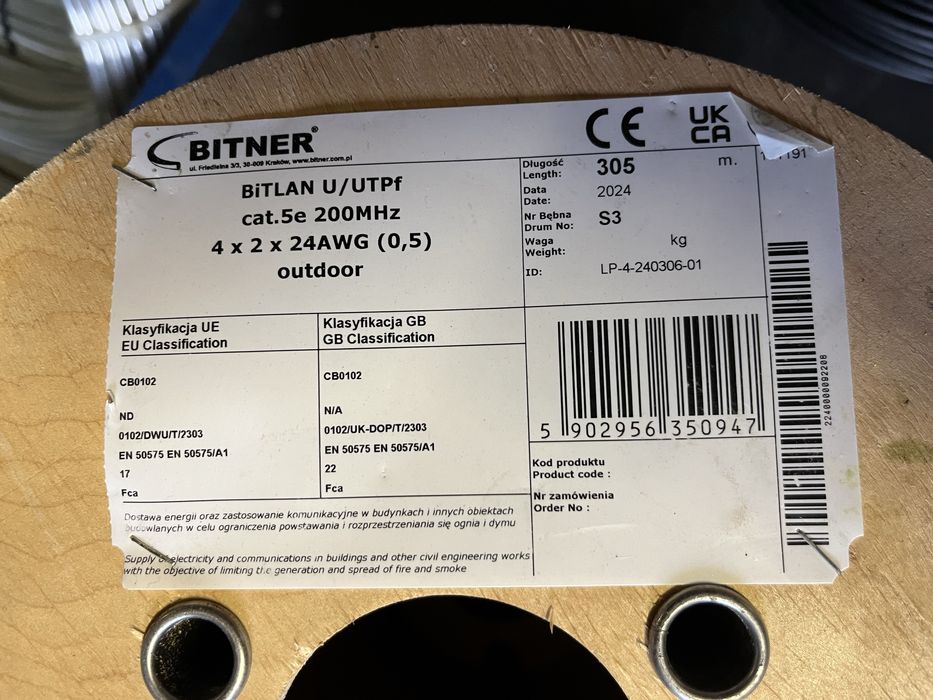 BITNER®
ul. Friedleina 3/3, 30-009 Kraków, www.bitner.com.pl
BiTLAN U/UTPf
cat.5e 200MHz
4 x 2 x 24AWG (0,5)
outdoor
CE
UK
CA
Długość
Length:
305 m.
Data
Date:
2024
Nr Bębna
Drum No:
S3
Waga
Weight:
kg
ID:
LP-4-240306-01
Klasyfikacja UE
EU Classification
CB0102
ND
0102/DWU/T/2303
EN 50575 EN 50575/A1
17
Fca
Klasyfikacja GB
GB Classification
CB0102
N/A
0102/UK-DOP/T/2303
EN 50575 EN 50575/A1
22
Fca
5 902956 350947
2240000092208
Kod produktu
Product code :
Nr zamówienia
Order No :
Dostawa energii oraz zastosowanie komunikacyjne w budynkach i innych obiektach
budowlanych w celu ograniczenia powstawania i rozprzestrzeniania się ognia i dymu
Supply of electricity and communications in buildings and other civil engineering works
with the objective of limiting the generation and spread of fire and smoke